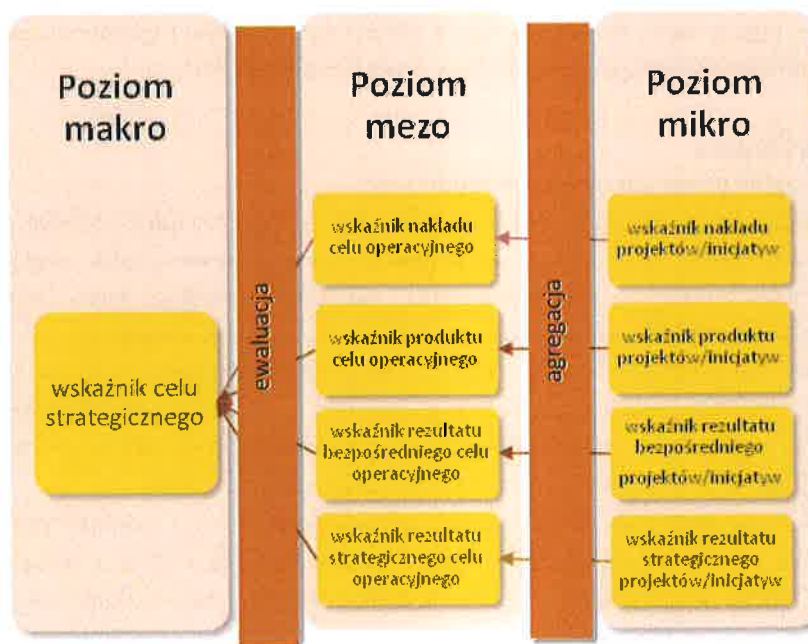 Poziom
makro
wskaźnik celu
strategicznego
ewaluacja
Poziom
mezo
wskaźnik nakładu
celu operacyjnego
wskaźnik produktu
celu operacyjnego
wskaźnik rezultatu
bezpośredniego celu
operacyjnego
wskaźnik rezultatu
strategicznego celu
operacyjnego
agregacja
Poziom
mikro
wskaźnik nakładu
projektów/inicjatyw
wskaźnik produktu
projektów/inicjatyw
wskaźnik rezultatu
bezpośredniego
projektów/inicjatyw
wskaźnik rezultatu
strategicznego
projektów/inicjatyw